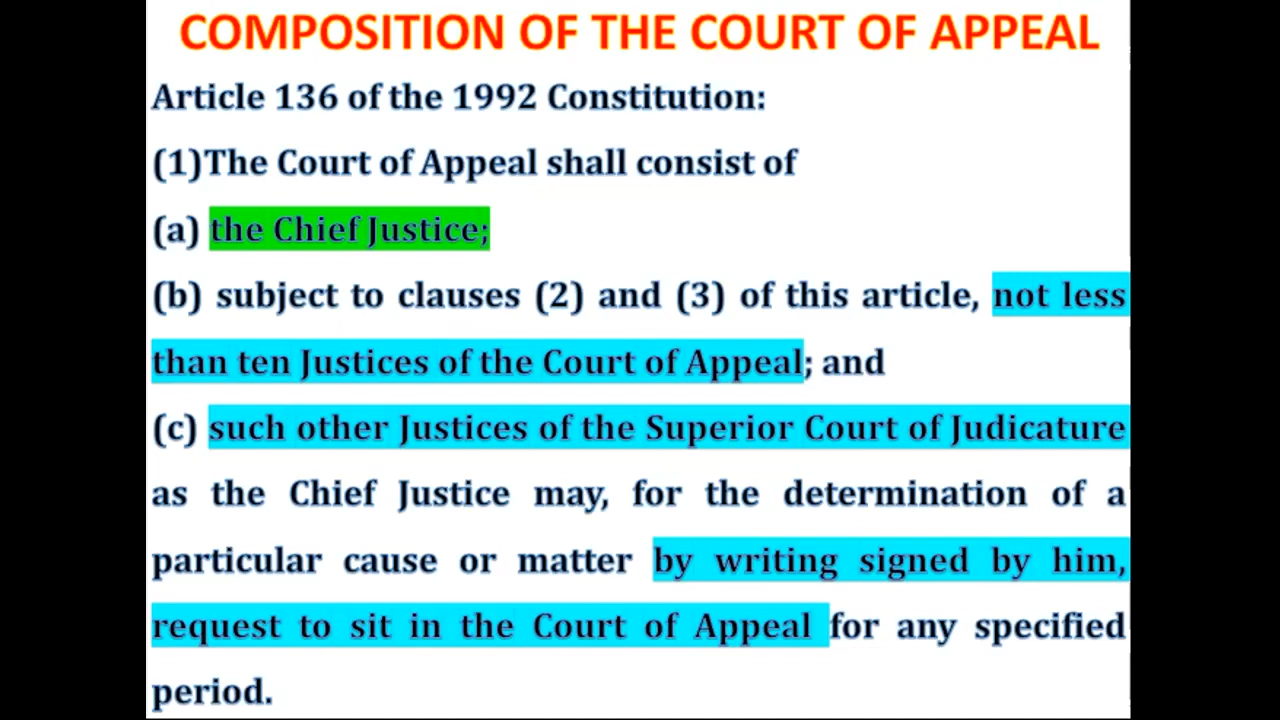 COMPOSITION OF THE COURT OF APPEAL
Article 136 of the 1992 Constitution:
(1)The Court of Appeal shall consist of
(a) the Chief Justice;
(b) subject to clauses (2) and (3) of this article, not less
than ten Justices of the Court of Appeal; and
(c) such other Justices of the Superior Court of Judicature
as the Chief Justice may, for the determination of a
particular cause or matter by writing signed by him,
request to sit in the Court of Appeal for any specified
period.